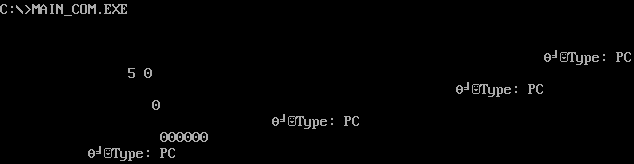 C:\>MAIN_COM.EXE
θ╛☺Type: PC
5 0
θ╛☺Type: PC
0
θ╛☺Type: PC
000000
θ╛☺Type: PC